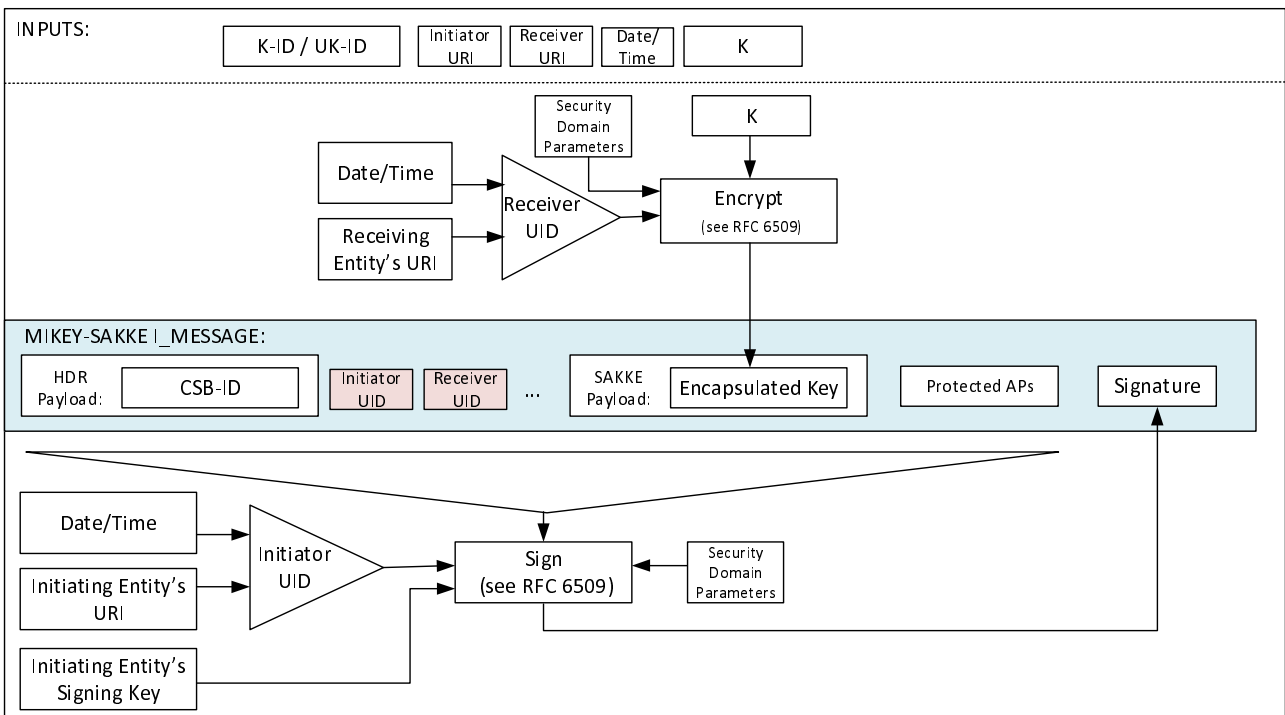 INPUTS:
K-ID / UK-ID
Initiator
URI
Receiver
URI
Date/
Time
K
Security
Domain
Parameters
K
Date/Time
Receiving
Entity's URI
Receiver
UID
Encrypt
(see RFC 6509)
MIKEY-SAKKE I_MESSAGE:
HDR
Payload:
CSB-ID
Initiator
UID
Receiver
UID
...
SAKKE
Payload:
Encapsulated Key
Protected APs
Signature
Date/Time
Initiating Entity's
URI
Initiating Entity's
Signing Key
Initiator
UID
Sign
(see RFC 6509)
Security
Domain
Parameters